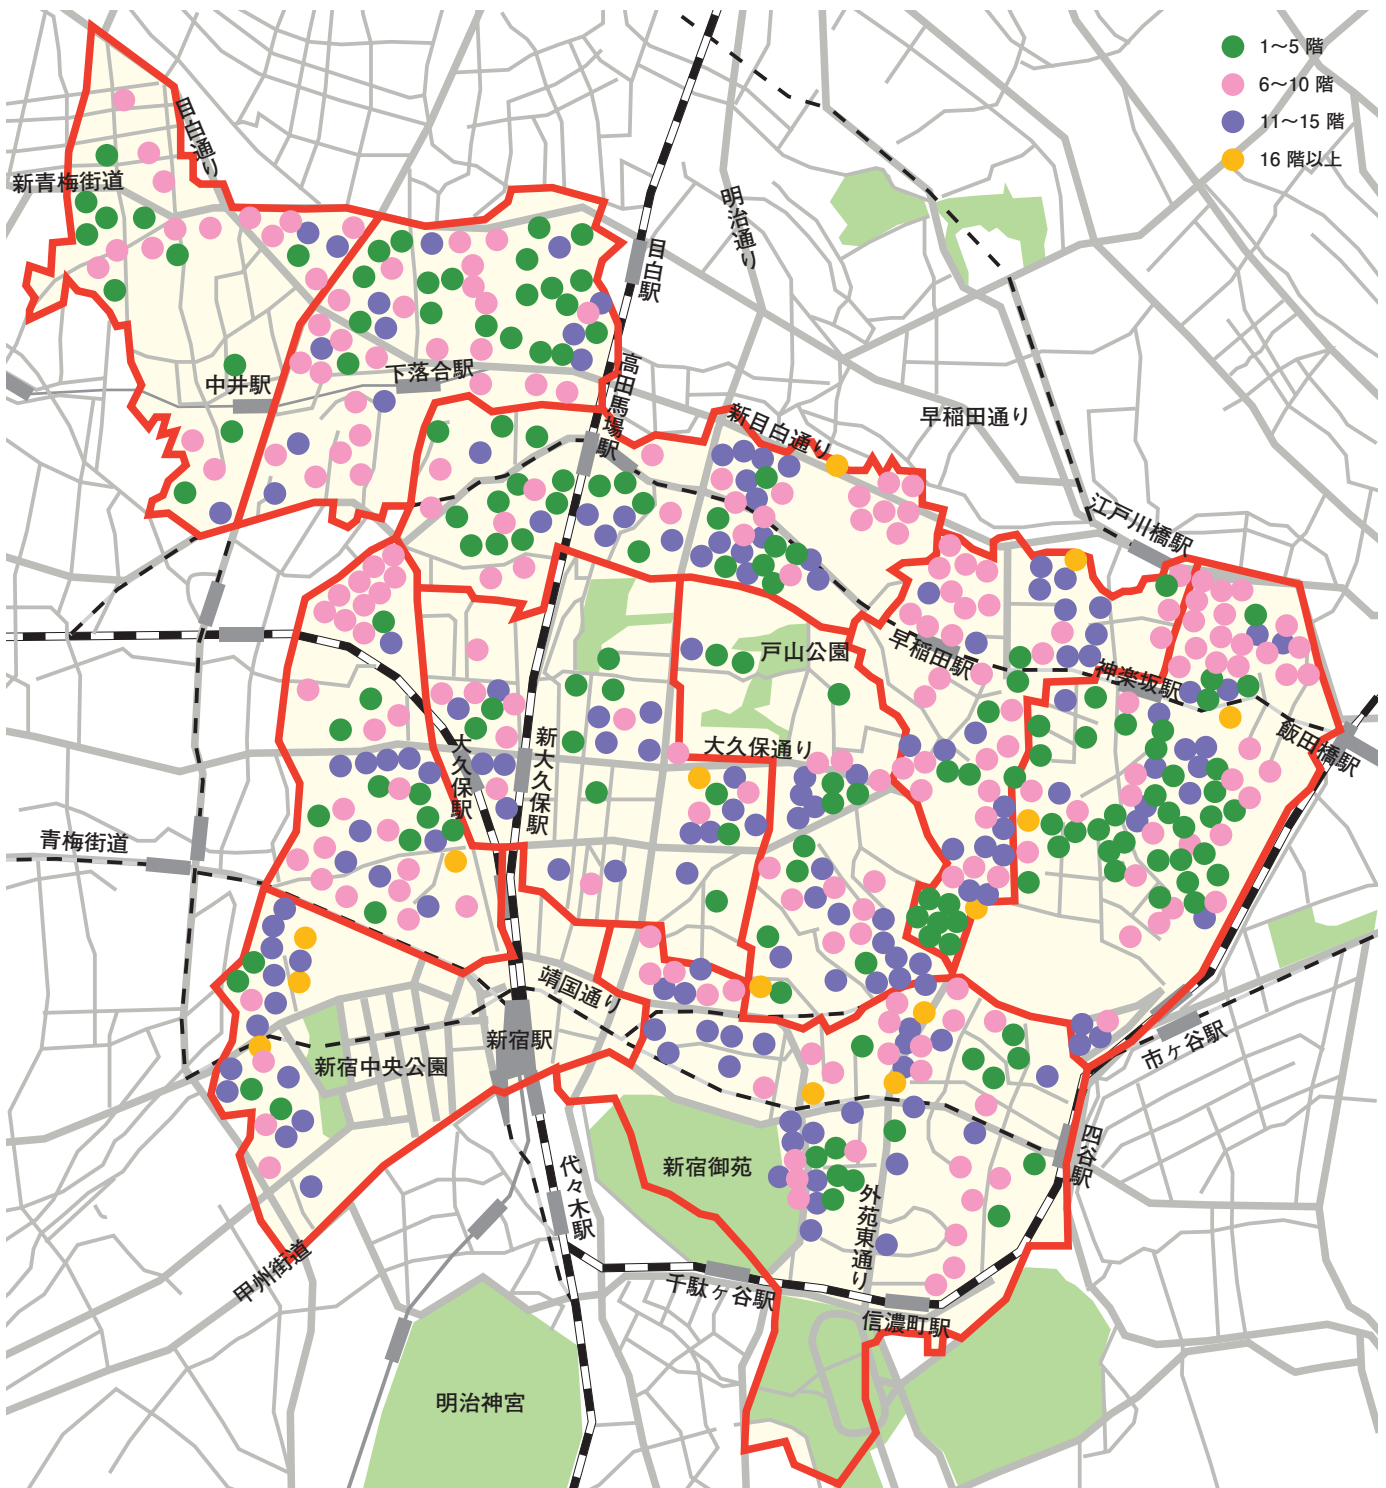 1～5 階
6～10 階
11～15 階
16 階以上
目白通り
新青梅街道
明治通り
目白駅
中井駅
下落合駅
高田馬場駅
新目白通り
早稲田通り
江戸川橋駅
早稲田駅
戸山公園
神楽坂駅
飯田橋駅
大久保通り
大久保駅
新大久保駅
青梅街道
靖国通り
新宿駅
新宿中央公園
市ヶ谷駅
四谷駅
新宿御苑
代々木駅
外苑東通り
甲州街道
千駄ヶ谷駅
信濃町駅
明治神宮